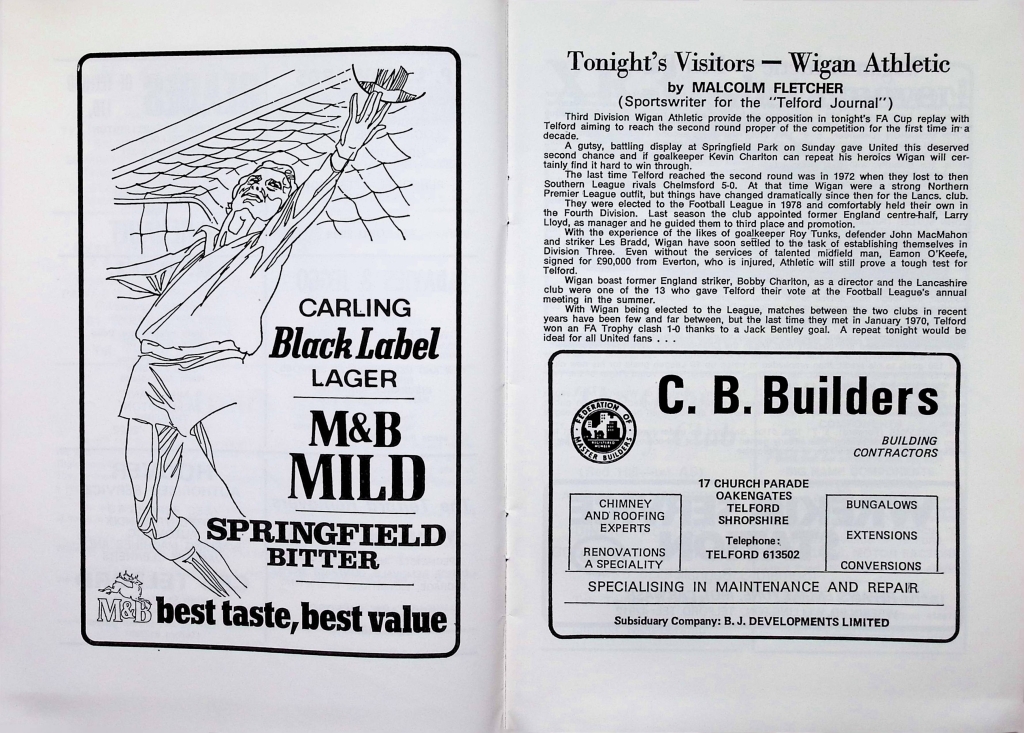 CARLING
Black Label
LAGER
M&B
MILD
SPRINGFIELD
BITTER
M&B best taste, best value
Tonight's Visitors — Wigan Athletic
by MALCOLM FLETCHER
(Sportswriter for the "Telford Journal")
Third Division Wigan Athletic provide the opposition in tonight's FA Cup replay with
Telford aiming to reach the second round proper of the competition for the first time in a
decade.
A gutsy, battling display at Springfield Park on Sunday gave United this deserved
second chance and if goalkeeper Kevin Charlton can repeat his heroics Wigan will cer-
tainly find it hard to win through.
The last time Telford reached the second round was in 1972 when they lost to then
Southern League rivals Chelmsford 5-0. At that time Wigan were a strong Northern
Premier League outfit, but things have changed dramatically since then for the Lancs. club.
They were elected to the Football League in 1978 and comfortably held their own in
the Fourth Division. Last season the club appointed former England centre-half, Larry
Lloyd, as manager and he guided them to third place and promotion.
With the experience of the likes of goalkeeper Roy Tunks, defender John MacMahon
and striker Les Bradd, Wigan have soon settled to the task of establishing themselves in
Division Three. Even without the services of talented midfield man, Eamon O'Keefe,
signed for £90,000 from Everton, who is injured, Athletic will still prove a tough test for
Telford.
Wigan boast former England striker, Bobby Charlton, as a director and the Lancashire
club were one of the 13 who gave Telford their vote at the Football League's annual
meeting in the summer.
With Wigan being elected to the League, matches between the two clubs in recent
years have been few and far between, but the last time they met in January 1970, Telford
won an FA Trophy clash 1-0 thanks to a Jack Bentley goal. A repeat tonight would be
ideal for all United fans . . .
C. B. Builders
FEDERATION OF
MASTER BUILDERS
BUILDING
CONTRACTORS
17 CHURCH PARADE
OAKENGATES
TELFORD
SHROPSHIRE
Telephone:
TELFORD 613502
CHIMNEY
AND ROOFING
EXPERTS
RENOVATIONS
A SPECIALITY
BUNGALOWS
EXTENSIONS
CONVERSIONS
SPECIALISING IN MAINTENANCE AND REPAIR
Subsiduary Company: B. J. DEVELOPMENTS LIMITED